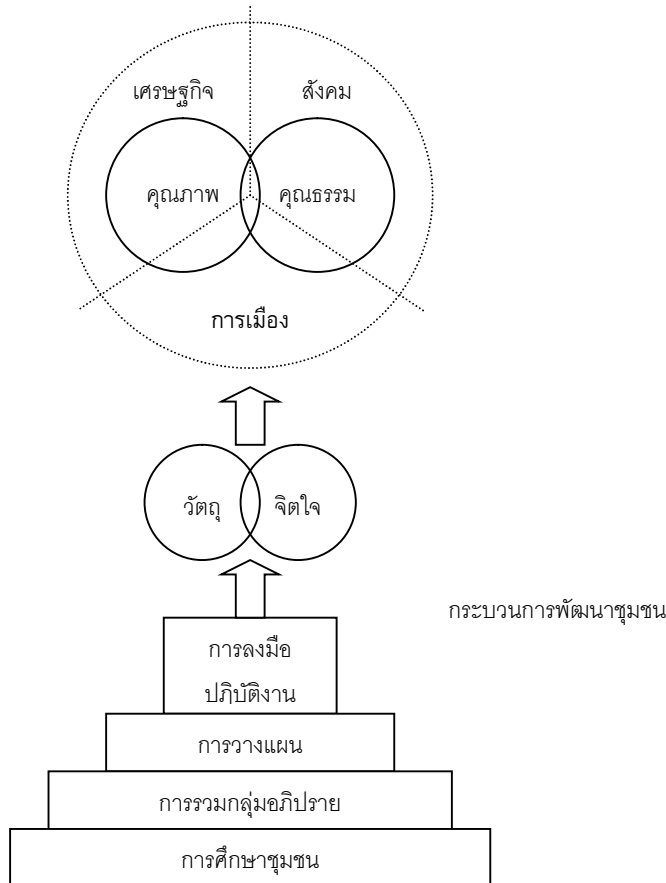 เศรษฐกิจ
สังคม
คุณภาพ
คุณธรรม
การเมือง
วัตถุ
จิตใจ
กระบวนการพัฒนาชุมชน
การลงมือ
ปฏิบัติงาน
การวางแผน
การรวมกลุ่มอภิปราย
การศึกษาชุมชน